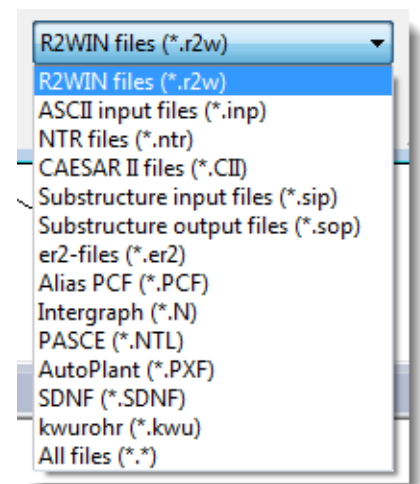 R2WIN files (*.r2w)
R2WIN files (*.r2w)
ASCII input files (*.inp)
NTR files (*.ntr)
CAESAR II files (*.CII)
Substructure input files (*.sip)
Substructure output files (*.sop)
er2-files (*.er2)
Alias PCF (*.PCF)
Intergraph (*.N)
PASCE (*.NTL)
AutoPlant (*.PXF)
SDNF (*.SDNF)
kwurohr (*.kwu)
All files (*.*)